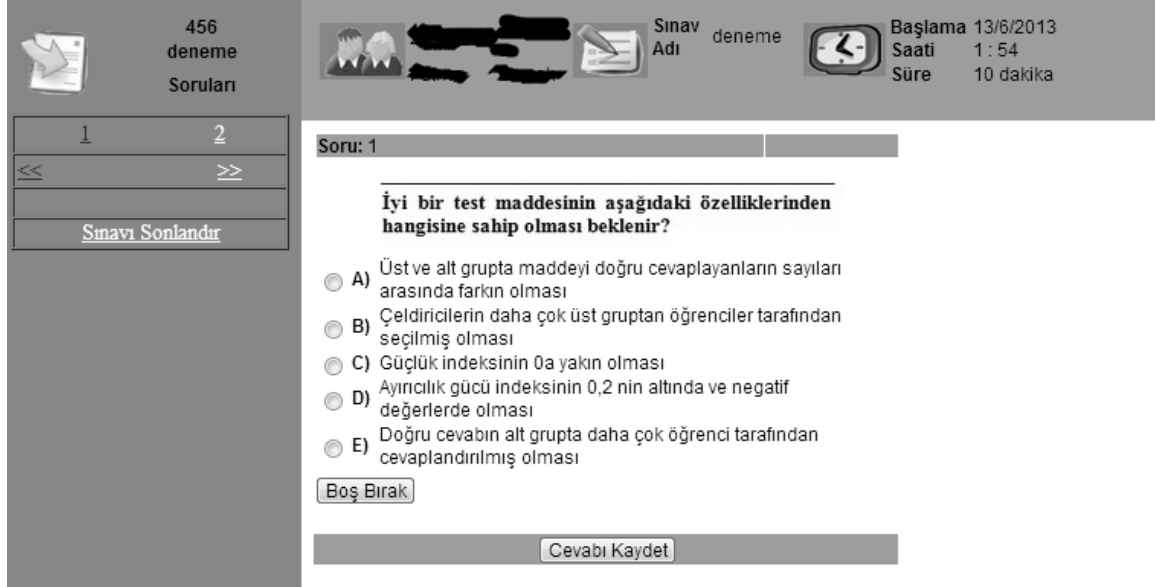 456
deneme
Soruları
Sınav
Adı
deneme
Başlama 13/6/2013
Saati 1 : 54
Süre 10 dakika
1 2
<< >>
Sınavı Sonlandır
Soru: 1
İyi bir test maddesinin aşağıdaki özelliklerinden
hangisine sahip olması beklenir?
A) Üst ve alt grupta maddeyi doğru cevaplayanların sayıları
arasında farkın olması
B) Çeldiricilerin daha çok üst gruptan öğrenciler tarafından
seçilmiş olması
C) Güçlük indeksinin 0a yakın olması
D) Ayırıcılık gücü indeksinin 0,2 nin altında ve negatif
değerlerde olması
E) Doğru cevabın alt grupta daha çok öğrenci tarafından
cevaplandırılmış olması
Boş Bırak
Cevabı Kaydet